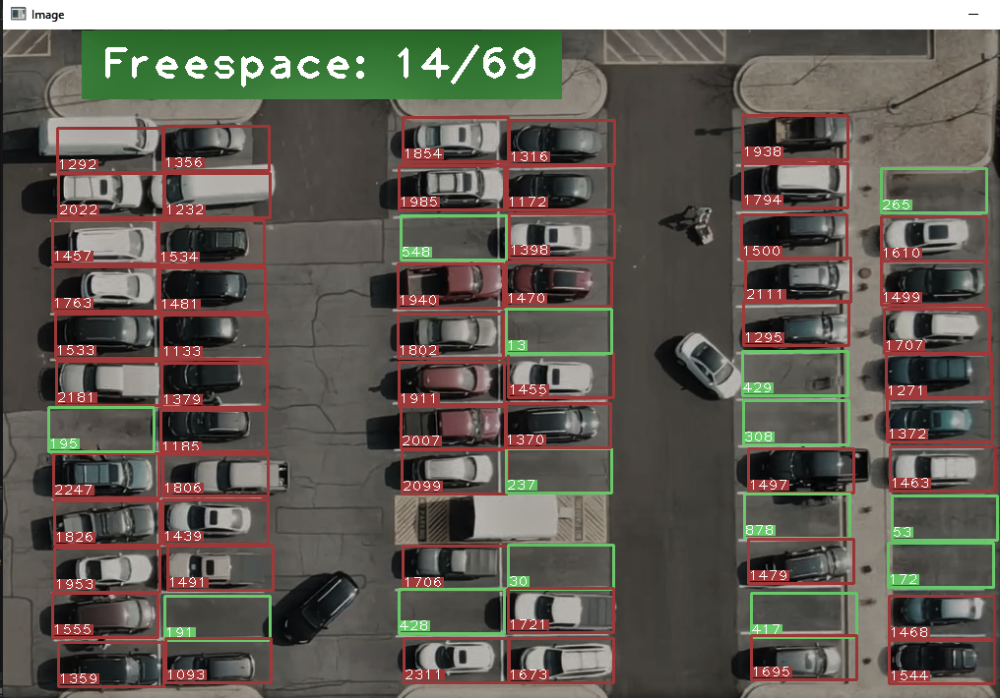 Image
Freespace: 14/69
1292 1356 1854 1316 1938
2022 1232 1985 1172 1794 265
1457 1534 548 1398 1500 1610
1763 1481 1940 1470 2111 1499
1533 1133 1802 13 1295 1707
2181 1379 1911 1455 429 1271
195 1185 2007 1370 308 1372
2247 1806 2099 237 1497 1463
1826 1439 878 53
1953 1491 1706 30 1479 172
1555 191 428 1721 417 1468
1359 1093 2311 1673 1695 1544